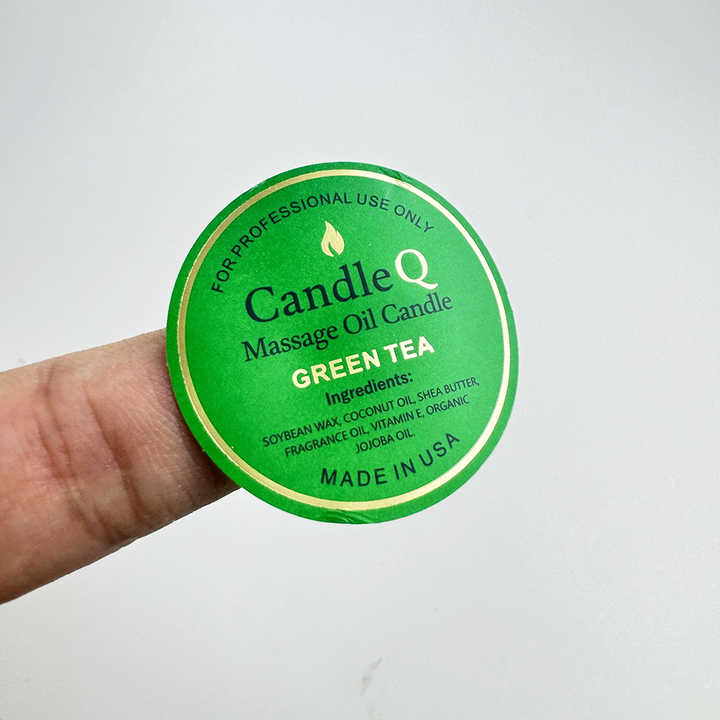 FOR PROFESSIONAL USE ONLY
Candle Q
Massage Oil Candle
GREEN TEA
Ingredients:
SOYBEAN WAX, COCONUT OIL, SHEA BUTTER,
FRAGRANCE OIL, VITAMIN E, ORGANIC
JOJOBA OIL.
MADE IN USA